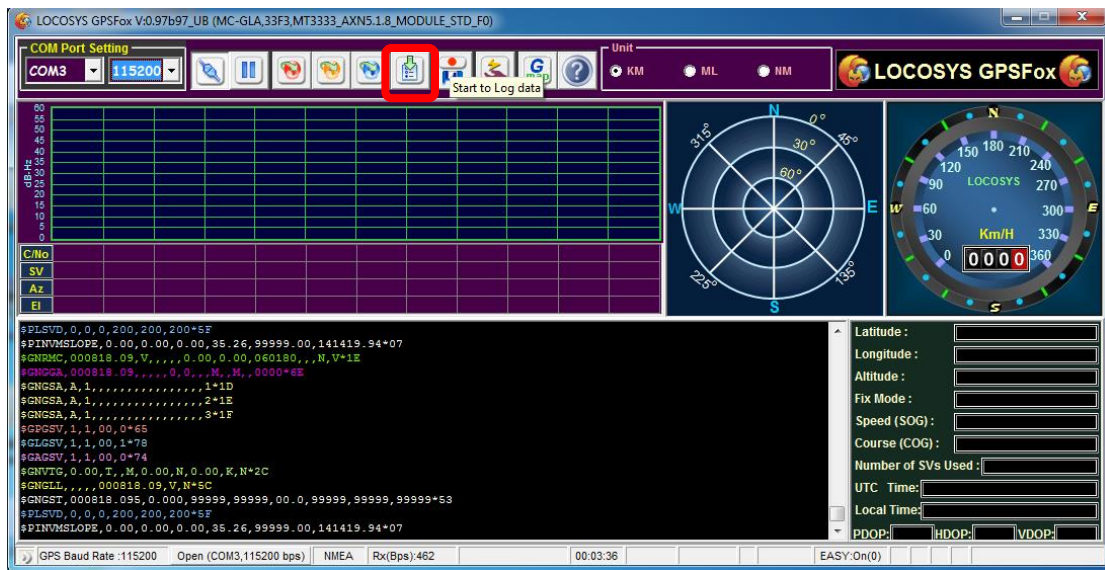 LOCOSYS GPSFox V:0.97b97_UB (MC-GLA,33F3,MT3333_AXN5.1.8_MODULE_STD_F0)
COM Port Setting
COM3
115200
G
map
Start to Log data
Unit
KM
ML
NM
LOCOSYS GPSFox
60
55
50
45
40
35
30
25
20
15
10
5
0
dB-Hz
C/No
SV
Az
El
N
0°
30°
60°
45°
E
135°
S
225°
W
315°
N
E
S
W
0
30
60
90
120
150
180
210
240
270
300
330
360
LOCOSYS
Km/H
0000
$PLSVD,0,0,0,200,200,200*5F
$PINVMSLOPE,0.00,0.00,0.00,35.26,99999.00,141419.94*07
$GNRMC,000818.09,V,,,,,0.00,0.00,060180,,,N,V*1E
$GNGGA,000818.09,,,,,0,0,,,M,,M,,0000*6E
$GNGSA,A,1,,,,,,,,,,,,,,,,1*1D
$GNGSA,A,1,,,,,,,,,,,,,,,,2*1E
$GNGSA,A,1,,,,,,,,,,,,,,,,3*1F
$GPGSV,1,1,00,0*65
$GLGSV,1,1,00,1*78
$GAGSV,1,1,00,0*74
$GNVTG,0.00,T,,M,0.00,N,0.00,K,N*2C
$GNGLL,,,,,000818.09,V,N*5C
$GNGST,000818.095,0.000,99999,99999,00.0,99999,99999,99999*53
$PLSVD,0,0,0,200,200,200*5F
$PINVMSLOPE,0.00,0.00,0.00,35.26,99999.00,141419.94*07
Latitude :
Longitude :
Altitude :
Fix Mode :
Speed (SOG) :
Course (COG) :
Number of SVs Used :
UTC Time:
Local Time:
PDOP: HDOP: VDOP:
GPS Baud Rate :115200 Open (COM3,115200 bps) NMEA Rx(Bps):462 00:03:36 EASY:On(0)